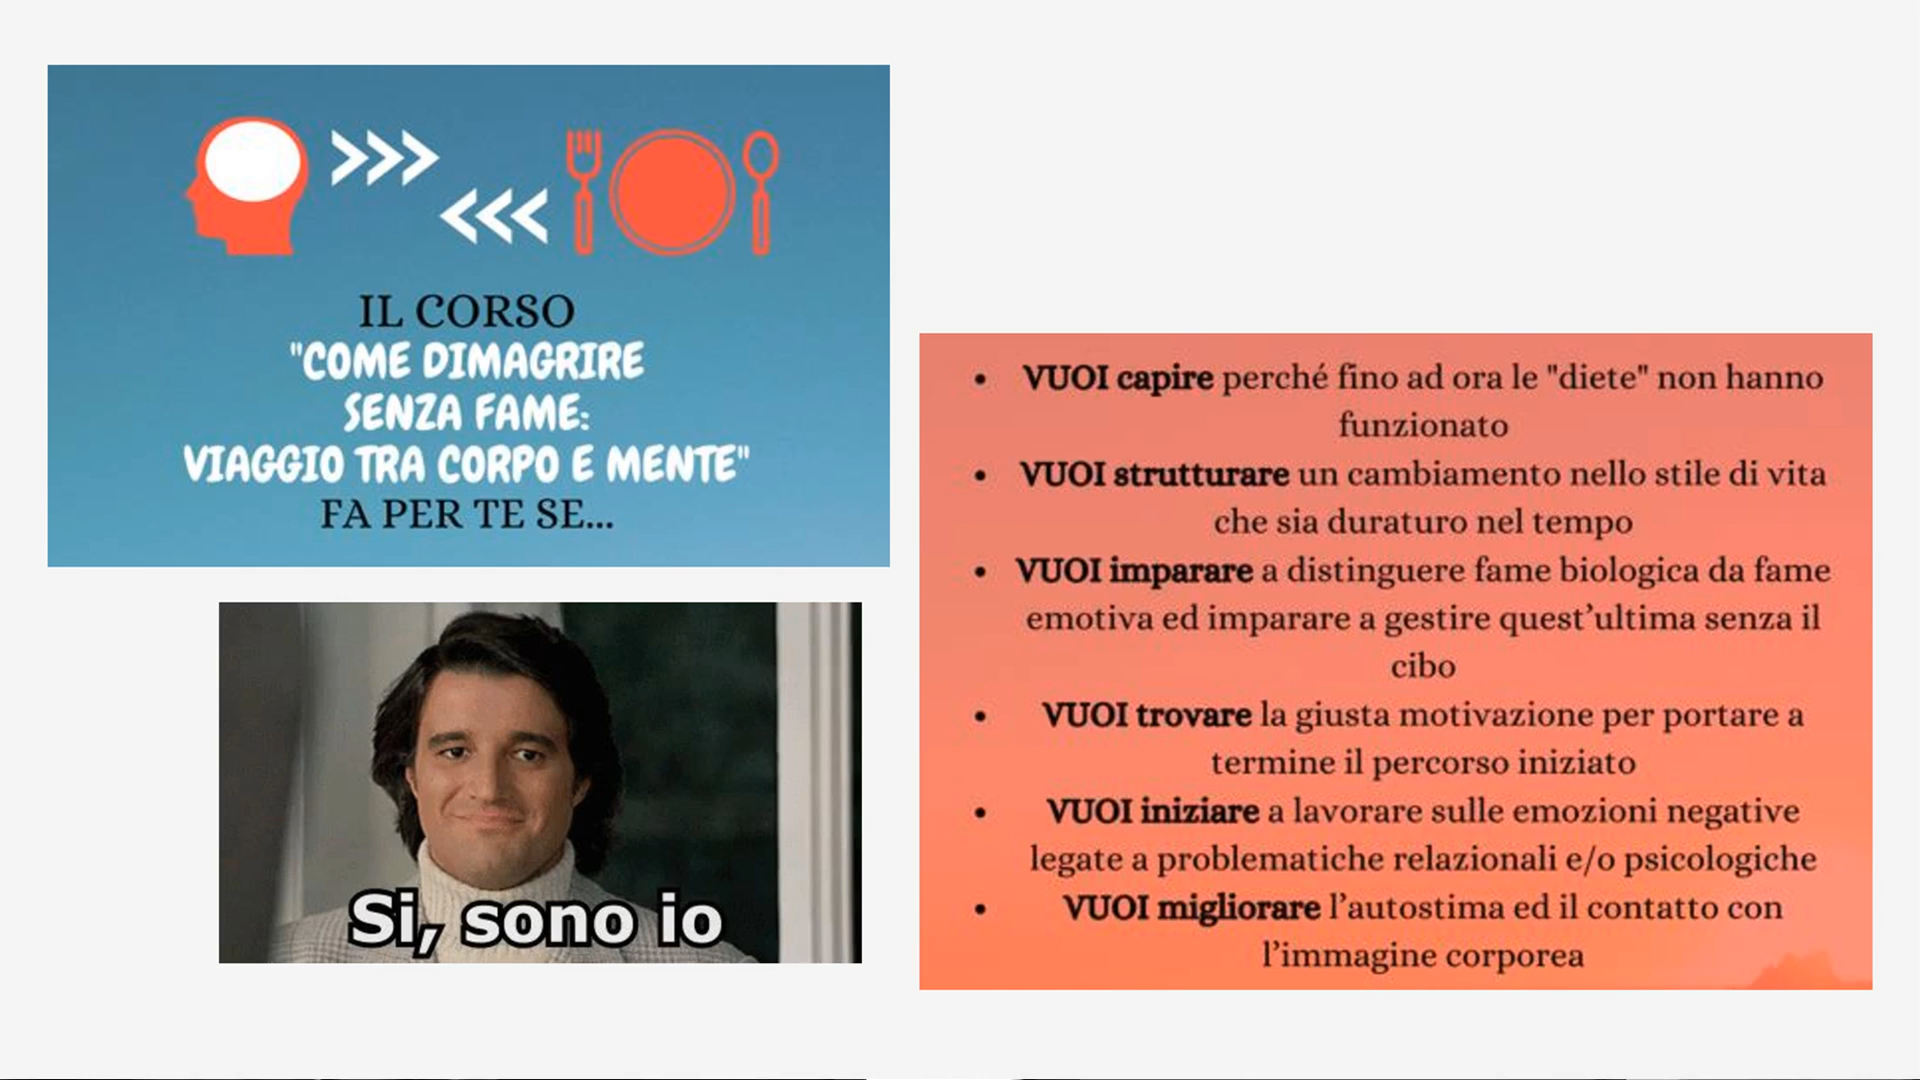 IL CORSO
"COME DIMAGRIRE
SENZA FAME:
VIAGGIO TRA CORPO E MENTE"
FA PER TE SE...
Si, sono io
• VUOI capire perché fino ad ora le "diete" non hanno
funzionato
• VUOI strutturare un cambiamento nello stile di vita
che sia duraturo nel tempo
• VUOI imparare a distinguere fame biologica da fame
emotiva ed imparare a gestire quest’ultima senza il
cibo
• VUOI trovare la giusta motivazione per portare a
termine il percorso iniziato
• VUOI iniziare a lavorare sulle emozioni negative
legate a problematiche relazionali e/o psicologiche
• VUOI migliorare l’autostima ed il contatto con
l’immagine corporea